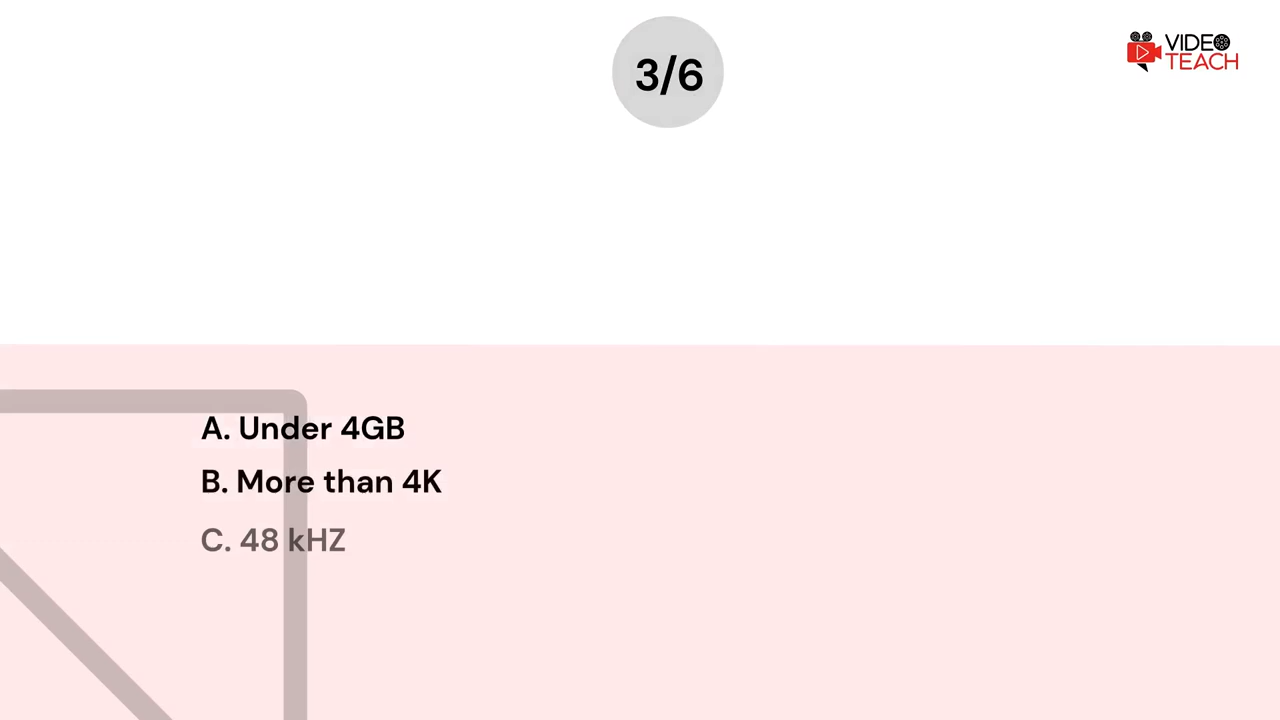 3/6
VIDEO
TEACH
A. Under 4GB
B. More than 4K
C. 48 kHZ